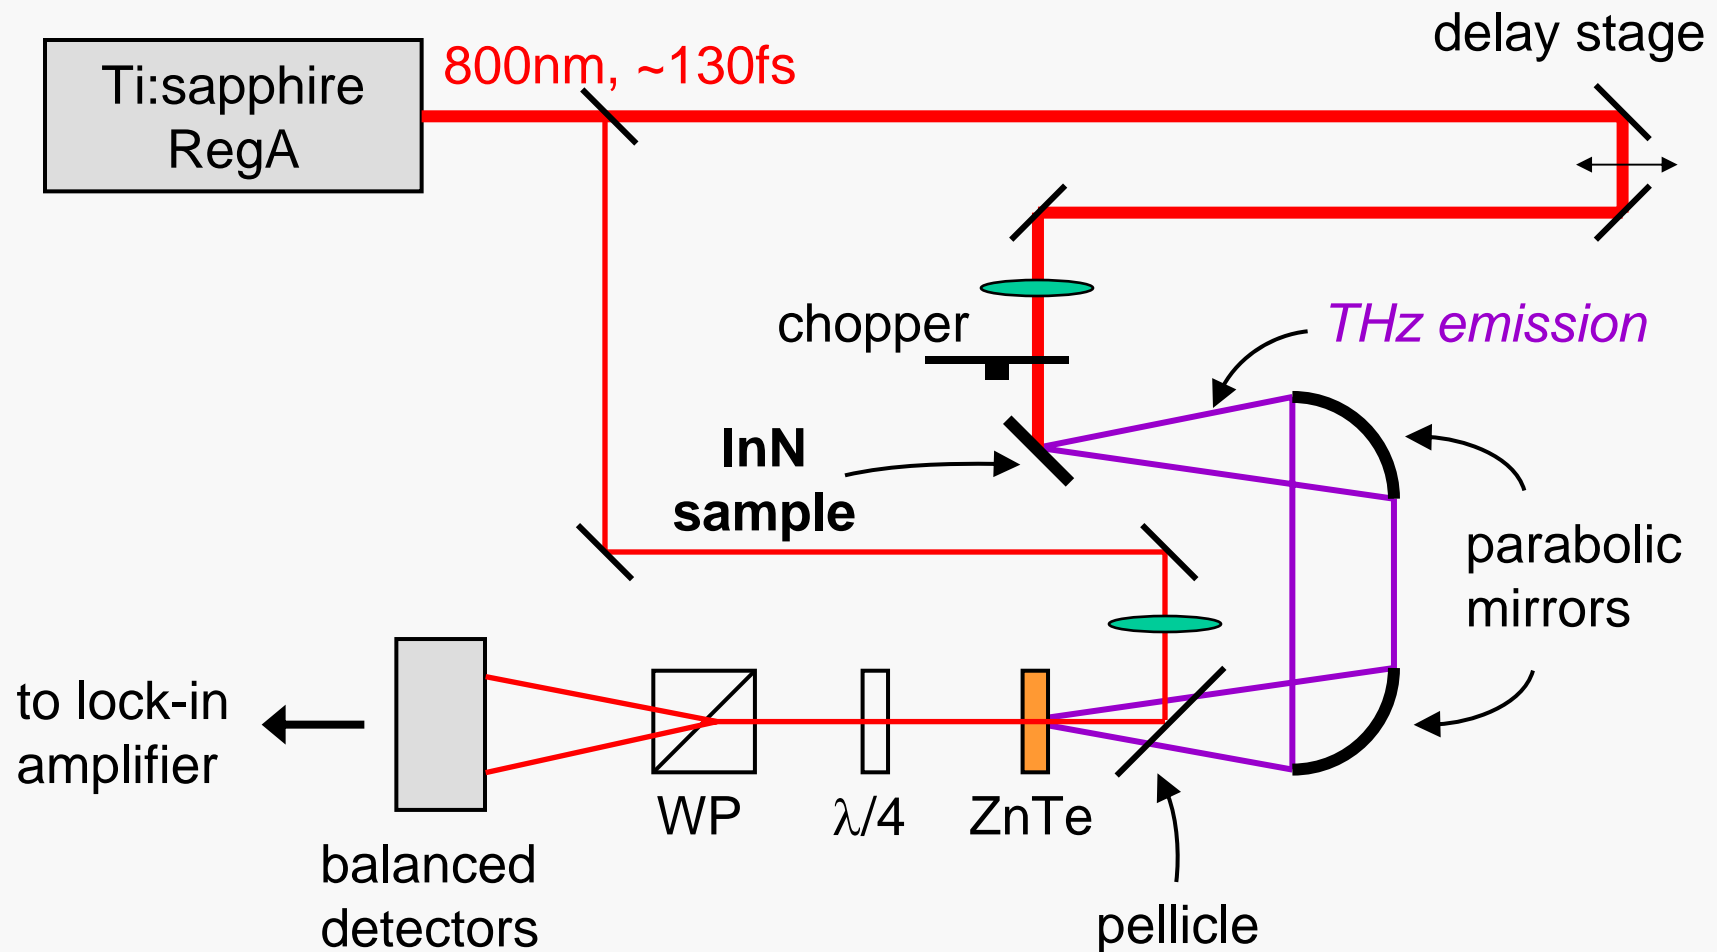 Ti:sapphire
RegA
800nm, ~130fs
delay stage
chopper
THz emission
InN
sample
parabolic
mirrors
to lock-in
amplifier
WP
λ/4
ZnTe
balanced
detectors
pellicle